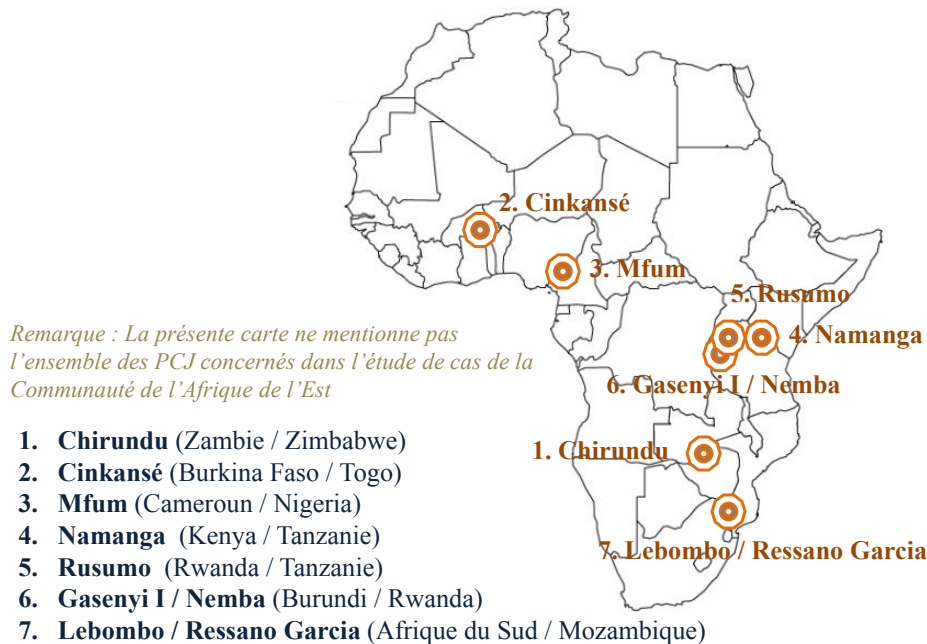 2. Cinkansé
3. Mfum
5. Rusumo
4. Namanga
6. Gasenyi I / Nemba
1. Chirundu
7. Lebombo / Ressano Garcia
Remarque : La présente carte ne mentionne pas
l’ensemble des PCJ concernés dans l’étude de cas de la
Communauté de l’Afrique de l’Est
1. Chirundu (Zambie / Zimbabwe)
2. Cinkansé (Burkina Faso / Togo)
3. Mfum (Cameroun / Nigeria)
4. Namanga (Kenya / Tanzanie)
5. Rusumo (Rwanda / Tanzanie)
6. Gasenyi I / Nemba (Burundi / Rwanda)
7. Lebombo / Ressano Garcia (Afrique du Sud / Mozambique)